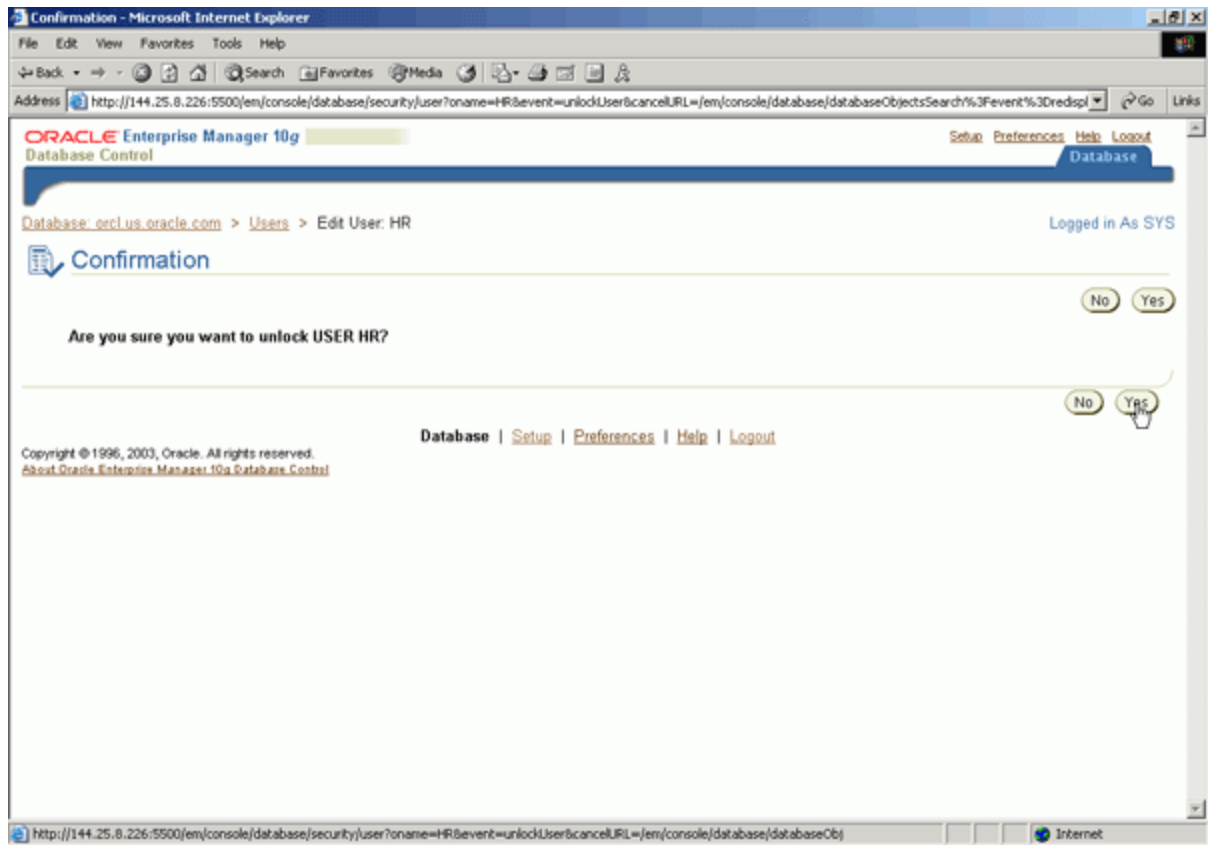 Confirmation - Microsoft Internet Explorer
File Edit View Favorites Tools Help
Back Search Favorites Media
Address http://144.25.8.226:5500/em/console/database/security/user?oname=HR&event=unlockUser&cancelURL=/em/console/database/databaseObjectsSearch%3Fevent%3Dredispl Go Links
ORACLE Enterprise Manager 10g
Database Control
Setup Preferences Help Logout
Database
Database: orcl.us.oracle.com > Users > Edit User: HR
Logged in As SYS
Confirmation
No Yes
Are you sure you want to unlock USER HR?
No Yes
Database | Setup | Preferences | Help | Logout
Copyright © 1996, 2003, Oracle. All rights reserved.
About Oracle Enterprise Manager 10g Database Control
http://144.25.8.226:5500/em/console/database/security/user?oname=HR&event=unlockUser&cancelURL=/em/console/database/databaseObj Internet